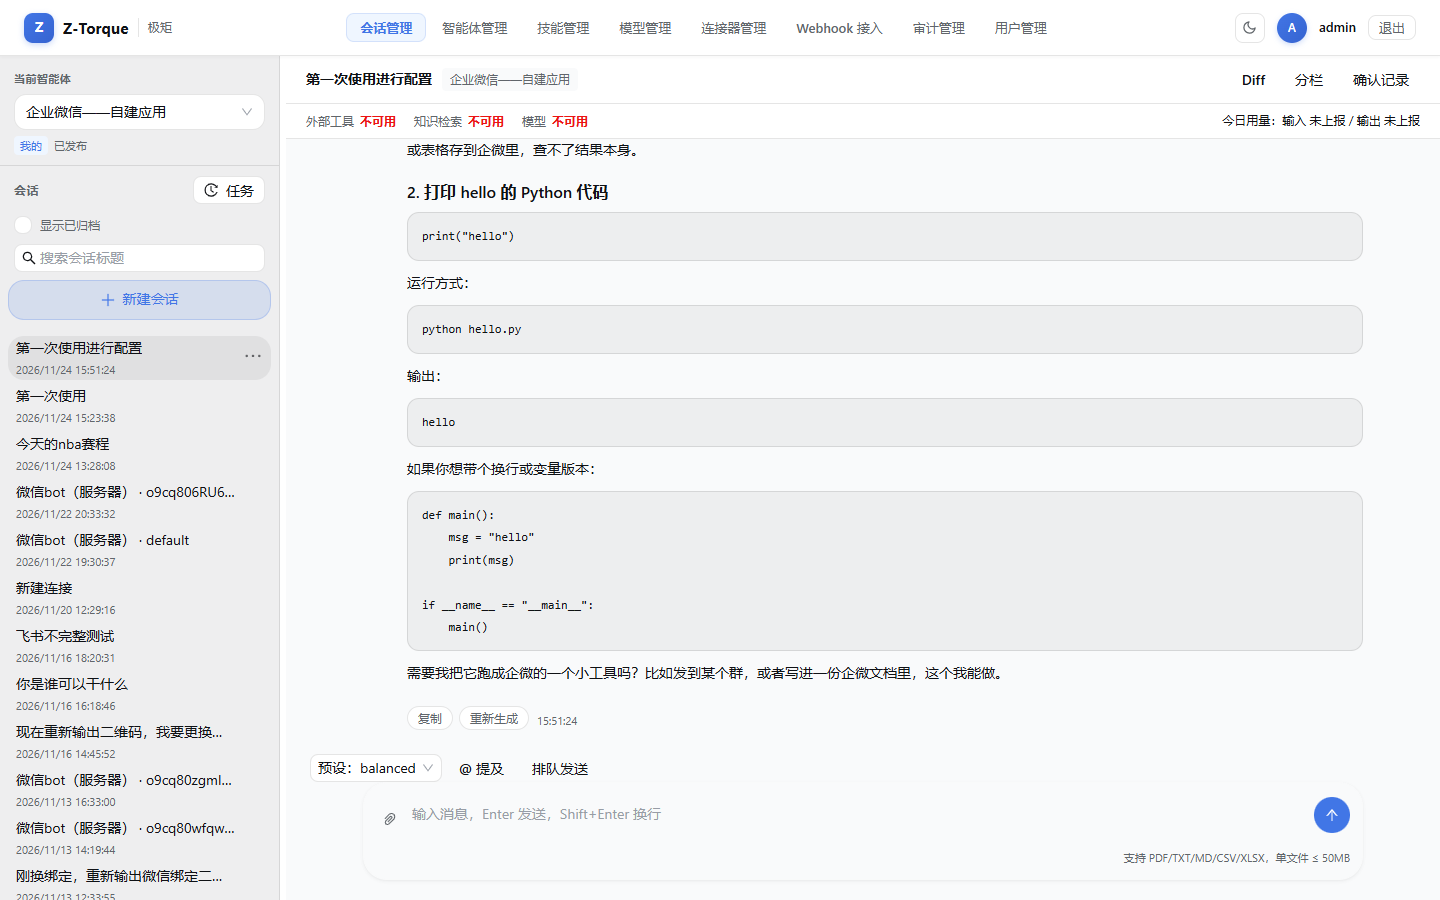 Z Z-Torque 极矩 会话管理 智能体管理 技能管理 模型管理 连接器管理 Webhook 接入 审计管理 用户管理 A admin 退出
当前智能体
企业微信——自建应用
我的 已发布
会话 任务
显示已归档
搜索会话标题
新建会话
第一次使用进行配置
2026/11/24 15:51:24
第一次使用
2026/11/24 15:23:38
今天的nba赛程
2026/11/24 13:28:08
微信bot（服务器） · o9cq806RU6...
2026/11/22 20:33:32
微信bot（服务器） · default
2026/11/22 19:30:37
新建连接
2026/11/20 12:29:16
飞书不完整测试
2026/11/16 18:20:31
你是谁可以干什么
2026/11/16 16:18:46
现在重新输出二维码，我要更换...
2026/11/16 14:45:52
微信bot（服务器） · o9cq80zgml...
2026/11/13 16:33:00
微信bot（服务器） · o9cq80wfqw...
2026/11/13 14:19:44
刚换绑定，重新输出微信绑定二...
2026/11/13 12:33:55
第一次使用进行配置 企业微信——自建应用 Diff 分栏 确认记录
外部工具 不可用 知识检索 不可用 模型 不可用 今日用量：输入 未上报 / 输出 未上报
或表格存到企微里，查不了结果本身。
2. 打印 hello 的 Python 代码
print("hello")
运行方式：
python hello.py
输出：
hello
如果你想带个换行或变量版本：
def main():
    msg = "hello"
    print(msg)
if __name__ == "__main__":
    main()
需要我把它跑成企微的一个小工具吗？比如发到某个群，或者写进一份企微文档里，这个我能做。
复制 重新生成 15:51:24
预设：balanced @ 提及 排队发送
输入消息，Enter 发送，Shift+Enter 换行
支持 PDF/TXT/MD/CSV/XLSX，单文件 ≤ 50MB